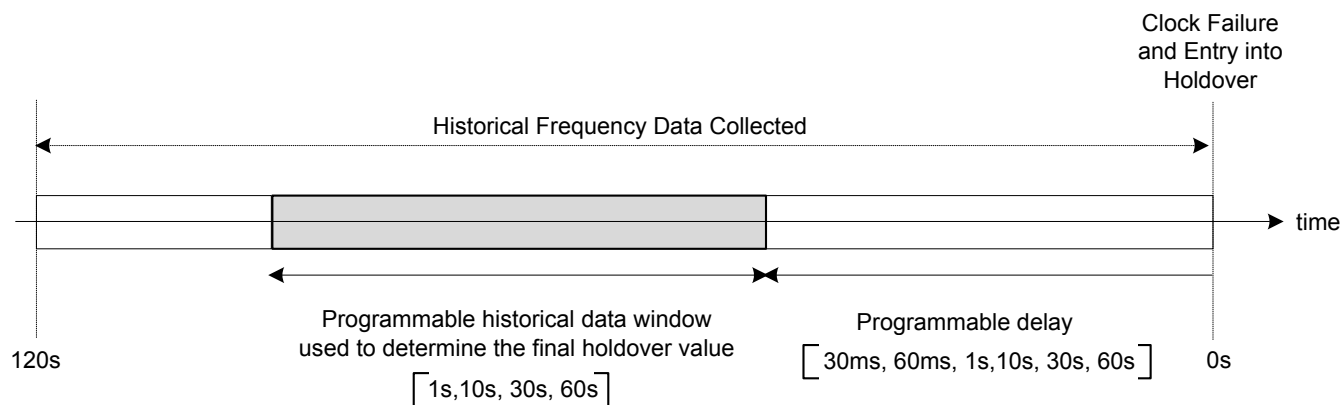 Clock Failure
and Entry into
Holdover
Historical Frequency Data Collected
time
Programmable historical data window
used to determine the final holdover value
[1s,10s, 30s, 60s]
Programmable delay
[30ms, 60ms, 1s,10s, 30s, 60s]
120s
0s